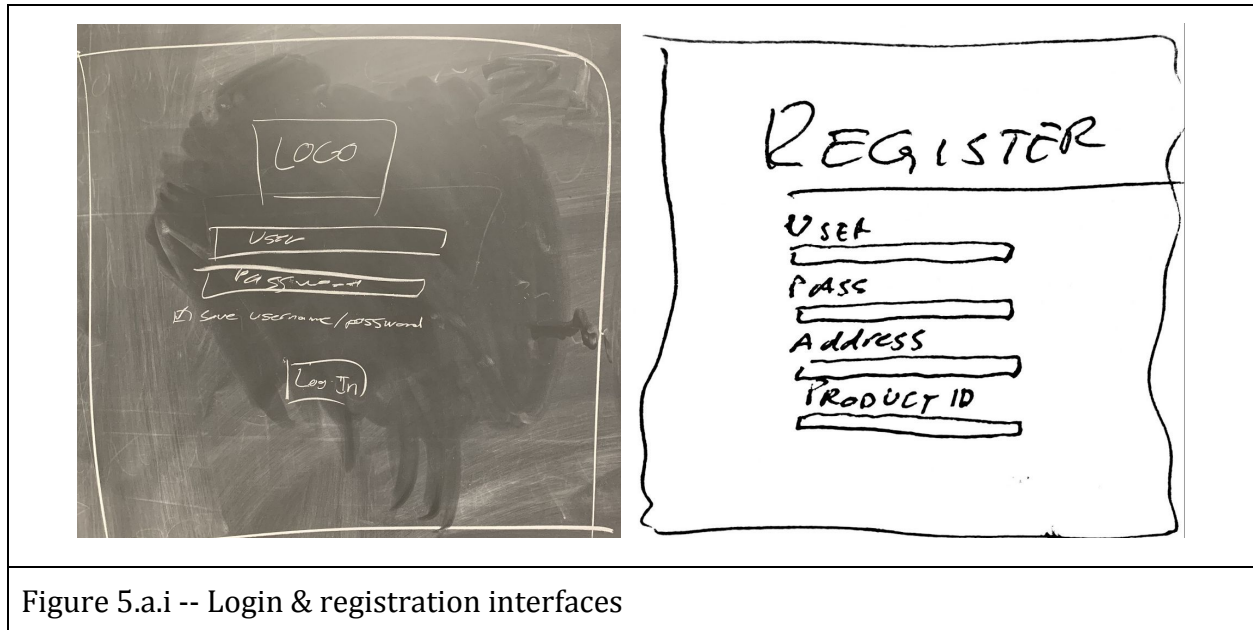 LOGO
User
Password
Save username/password
Log In
REGISTER
USER
PASS
Address
PRODUCT ID
Figure 5.a.i -- Login & registration interfaces